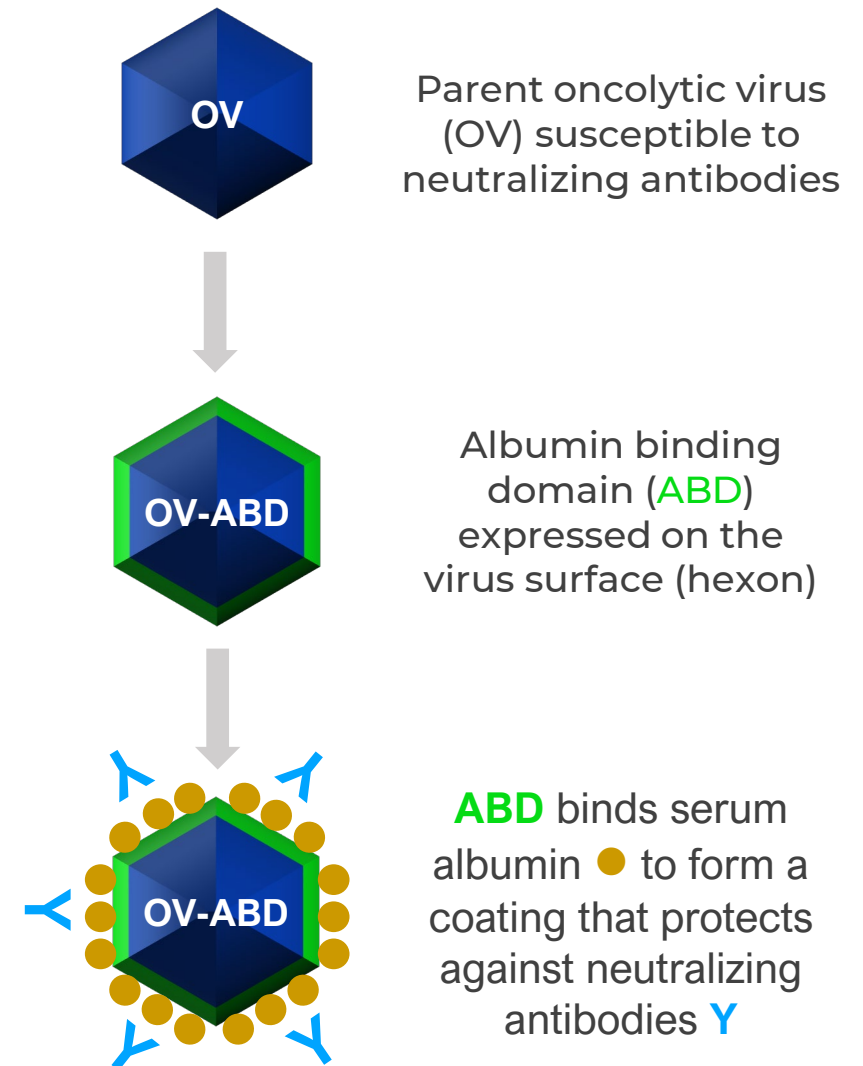 OV
Parent oncolytic virus
(OV) susceptible to
neutralizing antibodies
OV-ABD
Albumin binding
domain (ABD)
expressed on the
virus surface (hexon)
OV-ABD
ABD binds serum
albumin ● to form a
coating that protects
against neutralizing
antibodies Y